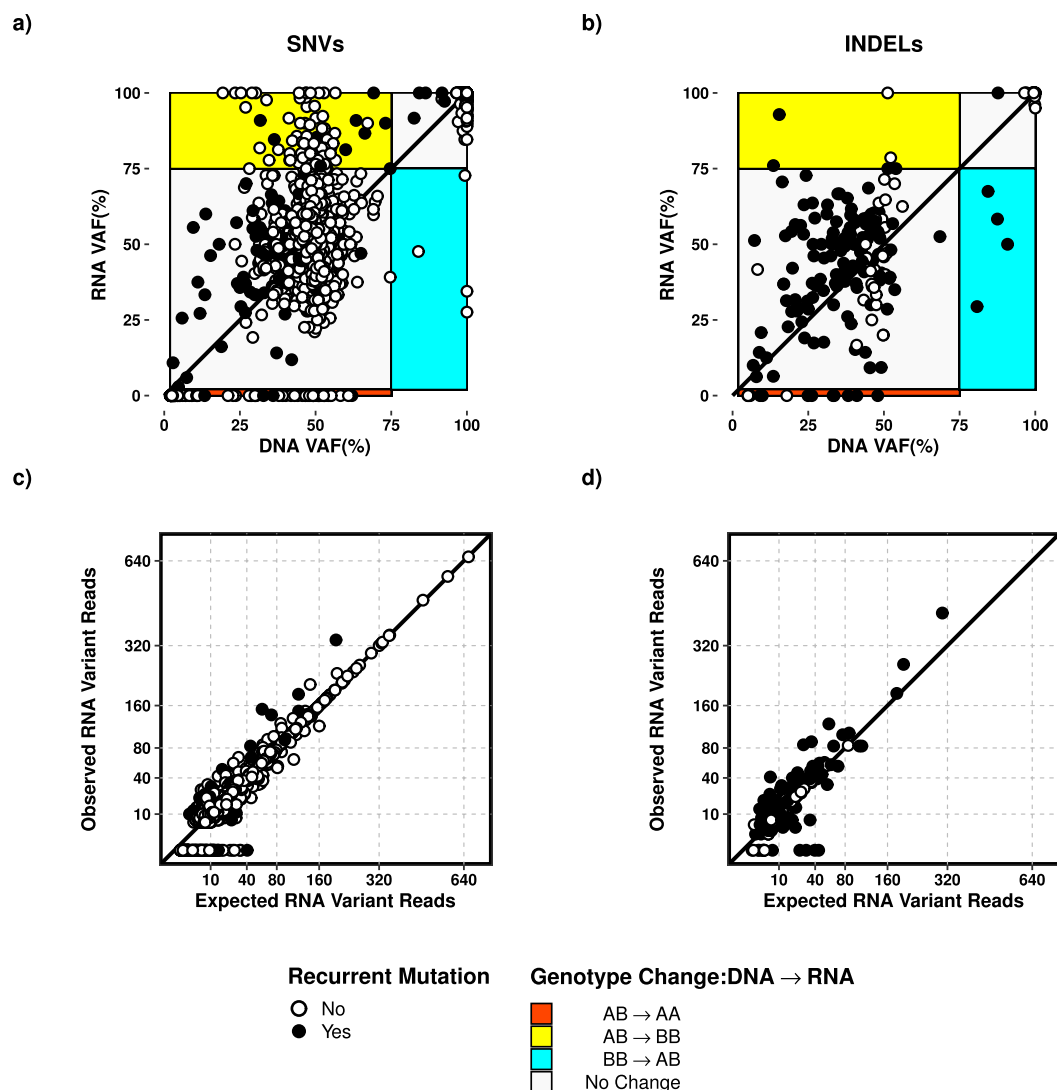 a)
SNVs
100
75
50
25
0
RNA VAF(%)
0 25 50 75 100
DNA VAF(%)
b)
INDELs
100
75
50
25
0
RNA VAF(%)
0 25 50 75 100
DNA VAF(%)
c)
640
320
160
80
40
10
Observed RNA Variant Reads
10 40 80 160 320 640
Expected RNA Variant Reads
d)
640
320
160
80
40
10
Observed RNA Variant Reads
10 40 80 160 320 640
Expected RNA Variant Reads
Recurrent Mutation
No
Yes
Genotype Change:DNA → RNA
AB → AA
AB → BB
BB → AB
No Change